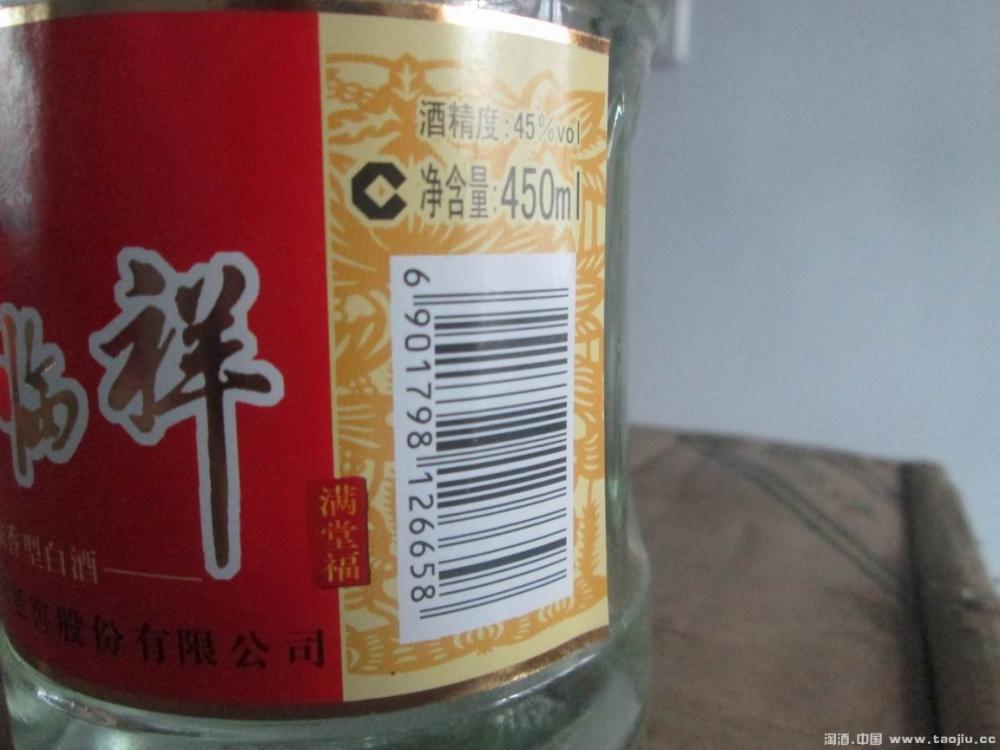 酒精度:45%vol
净含量:450ml
6 901798 126658
祥
满堂福
香型白酒
窖股份有限公司
淘酒.中国 www.taojiu.cc